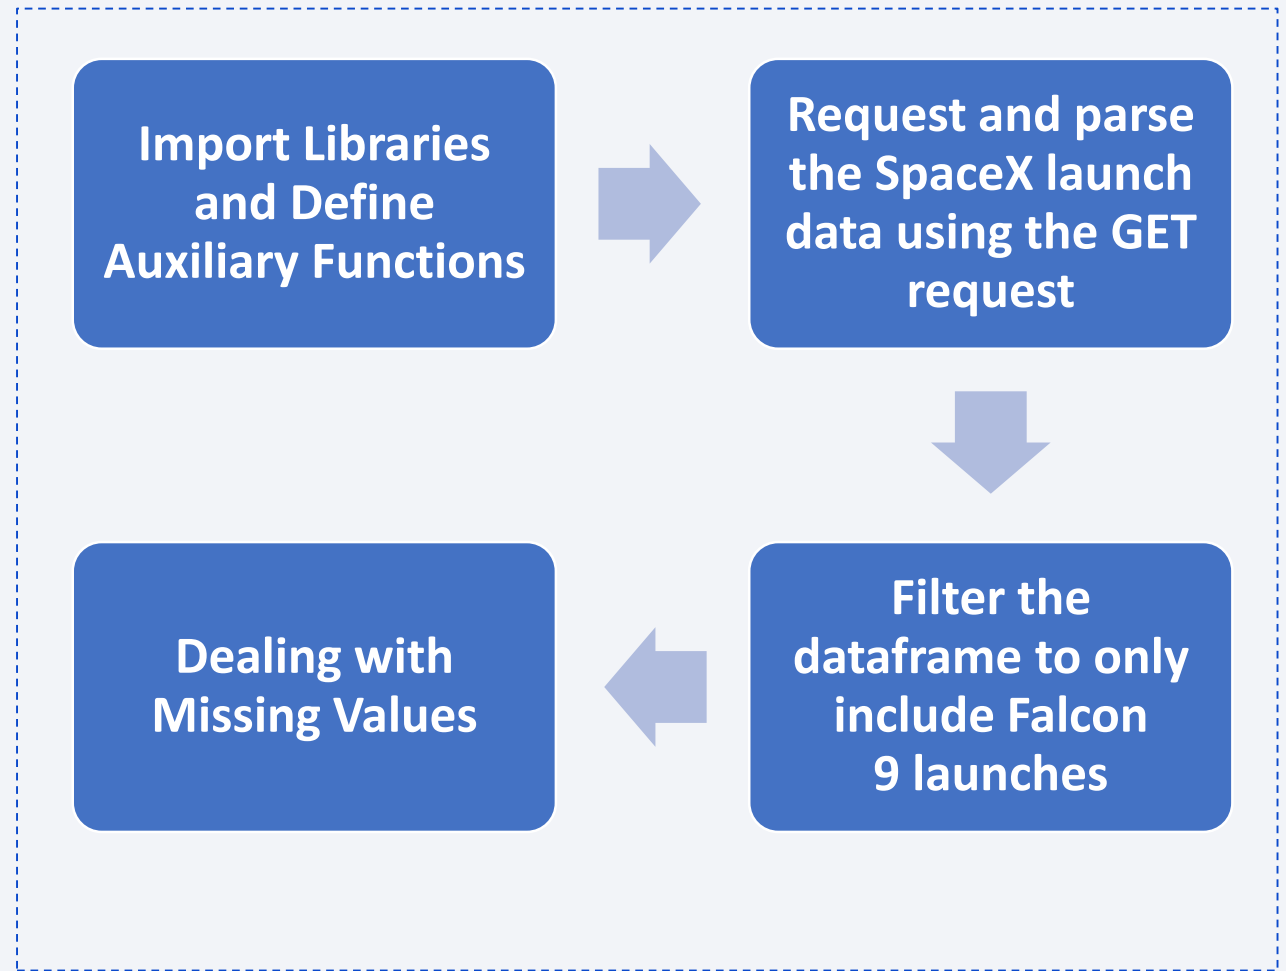 Import Libraries
and Define
Auxiliary Functions
Request and parse
the SpaceX launch
data using the GET
request
Filter the
dataframe to only
include Falcon
9 launches
Dealing with
Missing Values